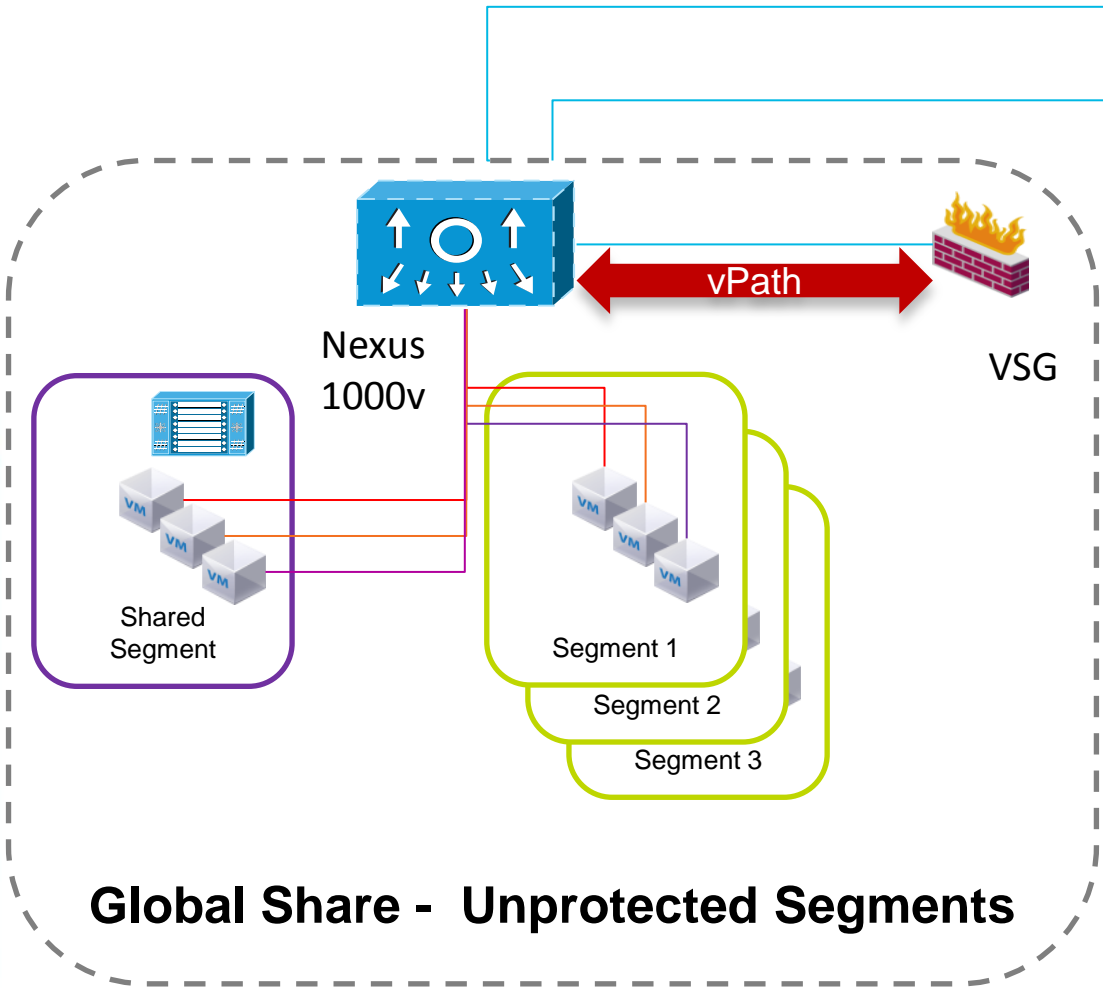 vPath
Nexus
1000v
VSG
VM
VM
VM
Shared
Segment
VM
VM
VM
Segment 1
Segment 2
Segment 3
Global Share -  Unprotected Segments